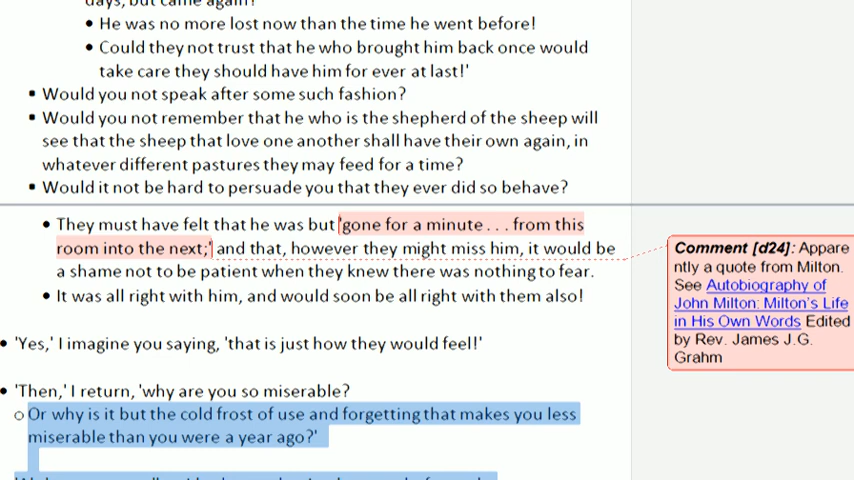 days, but came again!
• He was no more lost now than the time he went before!
• Could they not trust that he who brought him back once would
take care they should have him for ever at last!'
▪ Would you not speak after some such fashion?
▪ Would you not remember that he who is the shepherd of the sheep will
see that the sheep that love one another shall have their own again, in
whatever different pastures they may feed for a time?
▪ Would it not be hard to persuade you that they ever did so behave?
• They must have felt that he was but 'gone for a minute . . . from this
room into the next;' and that, however they might miss him, it would be
a shame not to be patient when they knew there was nothing to fear.
• It was all right with him, and would soon be all right with them also!
• 'Yes,' I imagine you saying, 'that is just how they would feel!'
• 'Then,' I return, 'why are you so miserable?
○ Or why is it but the cold frost of use and forgetting that makes you less
miserable than you were a year ago?'
Comment [d24]: Appare
ntly a quote from Milton.
See Autobiography of
John Milton: Milton's Life
in His Own Words Edited
by Rev. James J.G.
Grahm